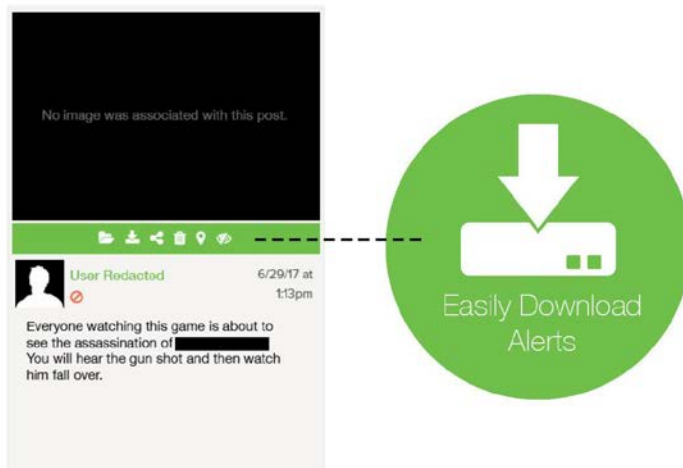 No image was associated with this post.
User Redacted
6/29/17 at
1:13pm
Everyone watching this game is about to
see the assassination of
You will hear the gun shot and then watch
him fall over.
Easily Download
Alerts